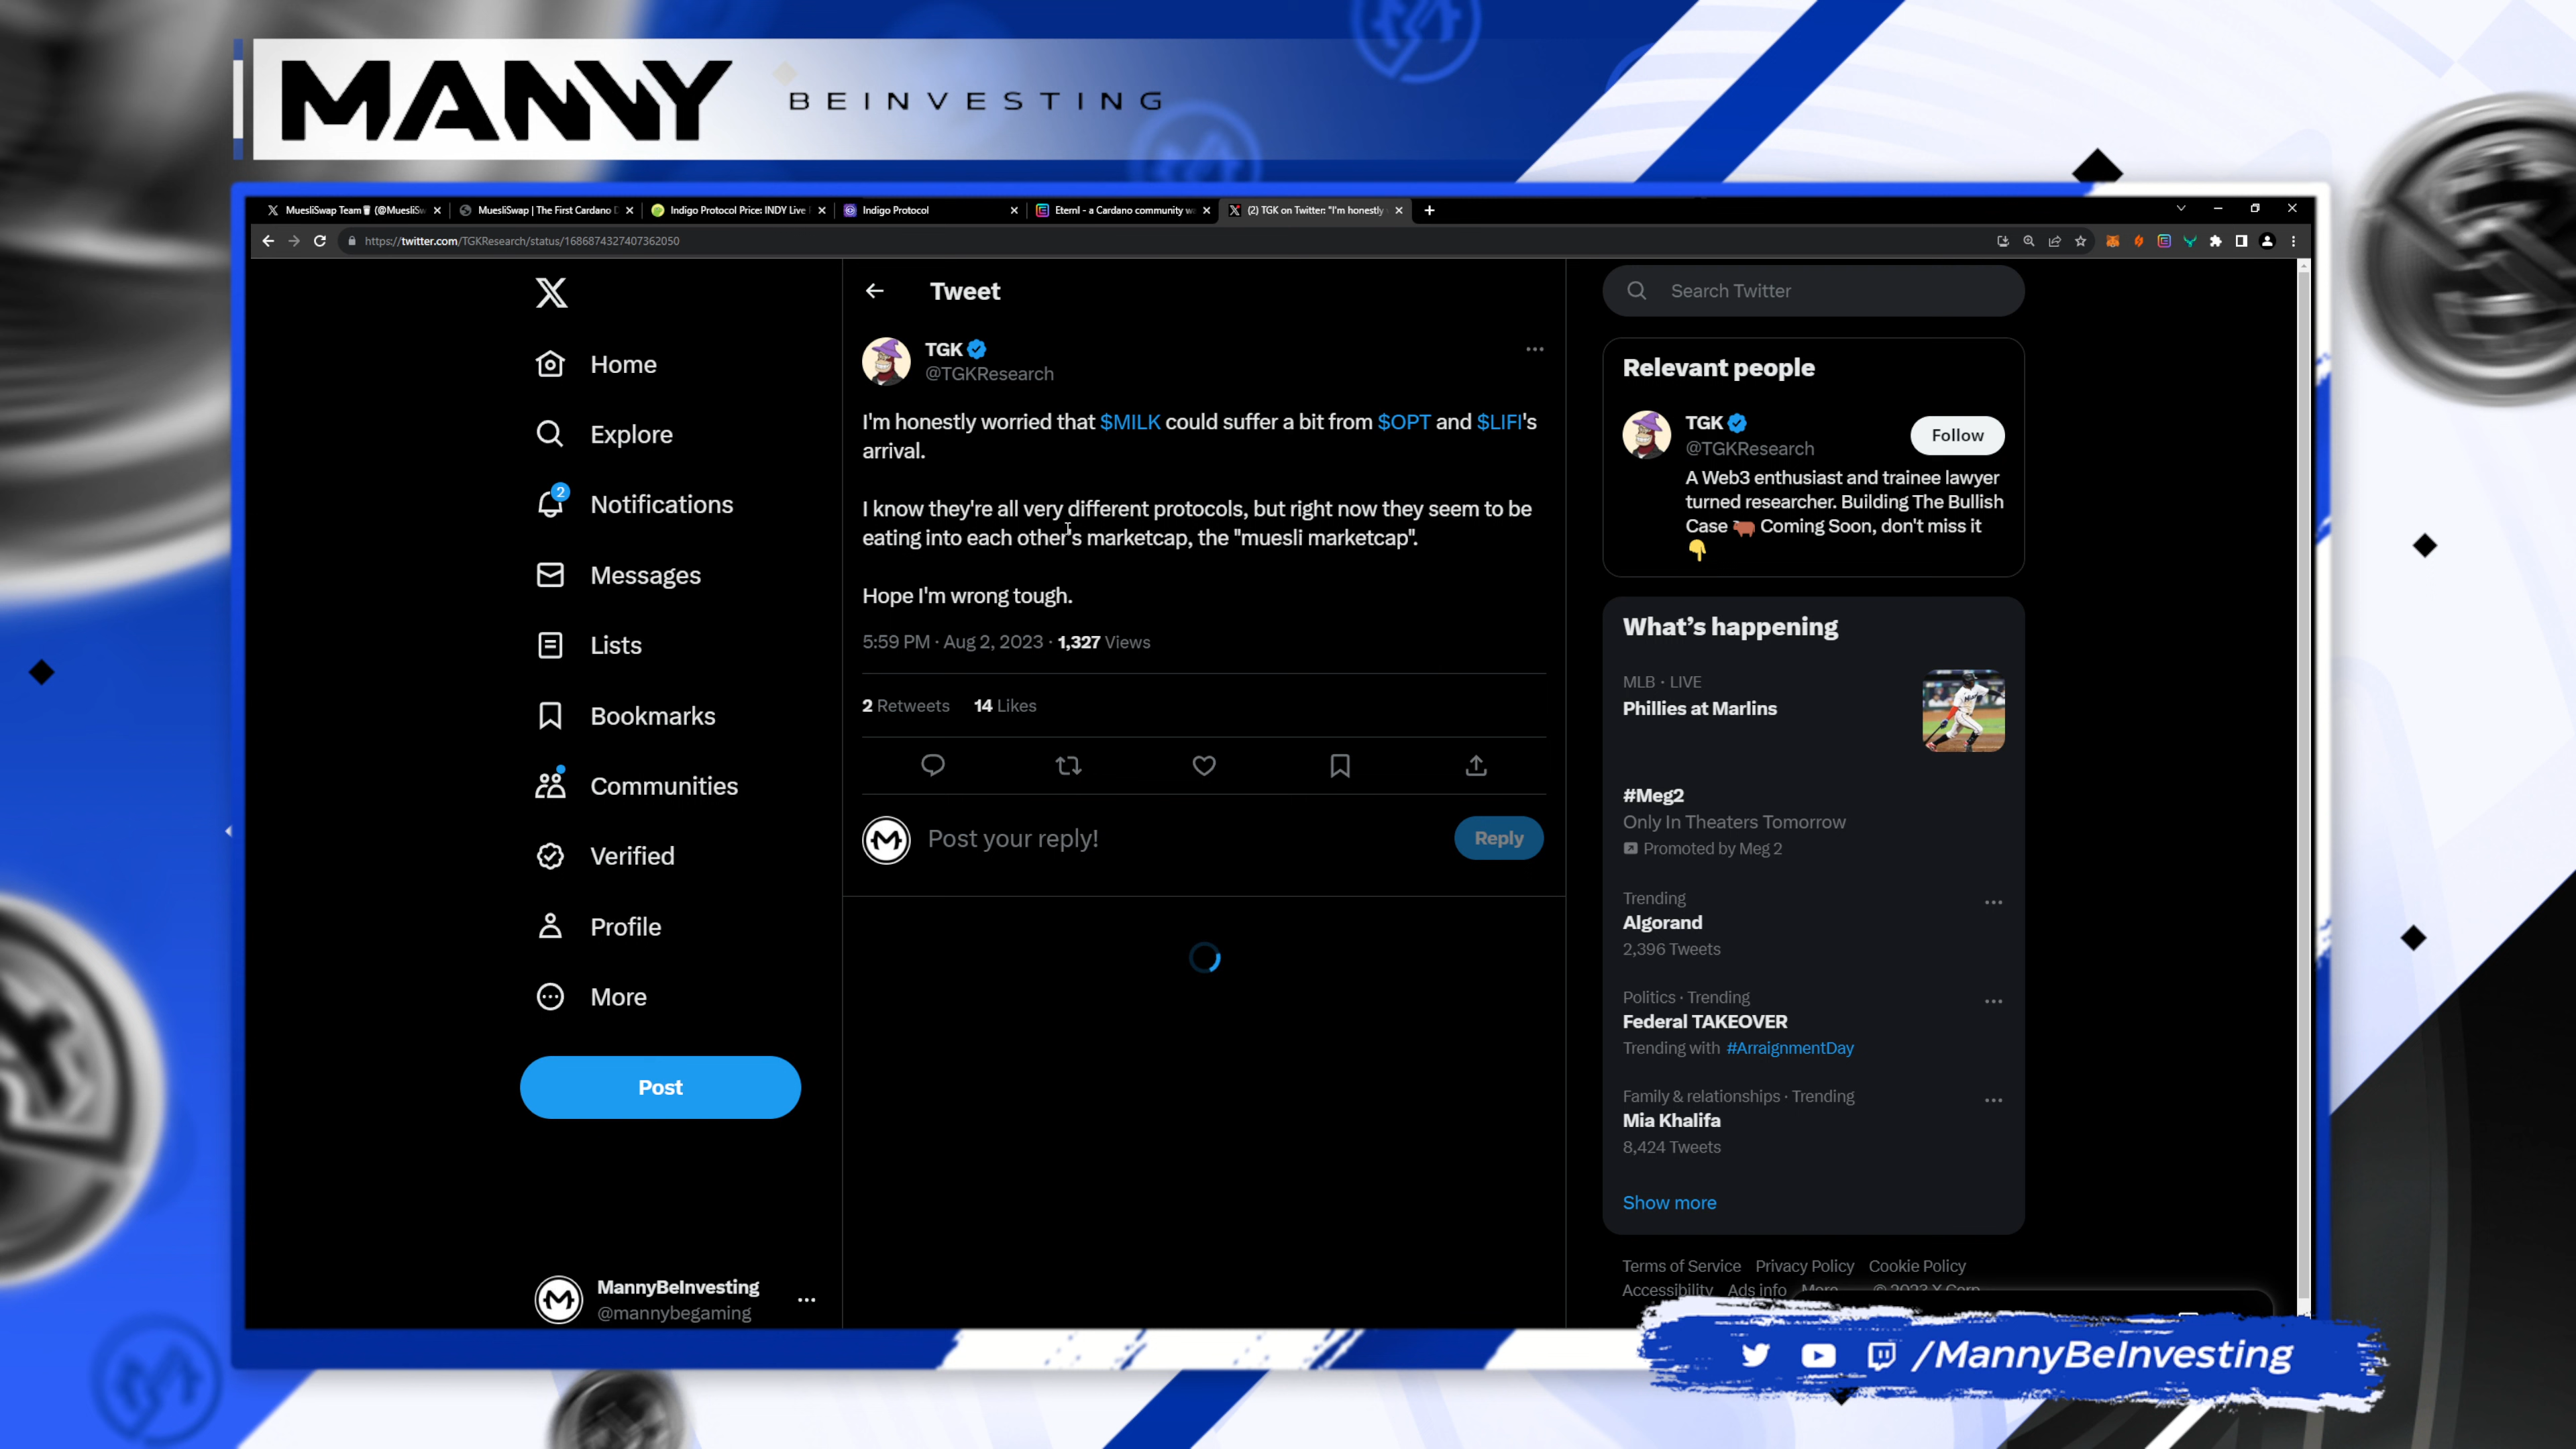 MANNY
BEINVESTING
MuesliSwap Team (@MuesliSw
MuesliSwap | The First Cardano D
Indigo Protocol Price: INDY Live
Indigo Protocol
Eternl - a Cardano community w
(2) TGK on Twitter: "I'm honestly
https://twitter.com/TGKResearch/status/1686874327407362050
Home
Explore
2
Notifications
Messages
Lists
Bookmarks
Communities
Verified
Profile
More
Post
MannyBeInvesting
@mannybegaming
Tweet
TGK
@TGKResearch
I'm honestly worried that $MILK could suffer a bit from $OPT and $LIFI's
arrival.
I know they're all very different protocols, but right now they seem to be
eating into each other's marketcap, the "muesli marketcap".
Hope I'm wrong tough.
5:59 PM · Aug 2, 2023 · 1,327 Views
2 Retweets 14 Likes
Post your reply!
Reply
Search Twitter
Relevant people
TGK
@TGKResearch
Follow
A Web3 enthusiast and trainee lawyer
turned researcher. Building The Bullish
Case 🐂 Coming Soon, don't miss it
👇
What's happening
MLB · LIVE
Phillies at Marlins
#Meg2
Only In Theaters Tomorrow
Promoted by Meg 2
Trending
Algorand
2,396 Tweets
Politics · Trending
Federal TAKEOVER
Trending with #ArraignmentDay
Family & relationships · Trending
Mia Khalifa
8,424 Tweets
Show more
Terms of Service Privacy Policy Cookie Policy
Accessibility Ads info More © 2023 X Corp.
/MannyBeInvesting